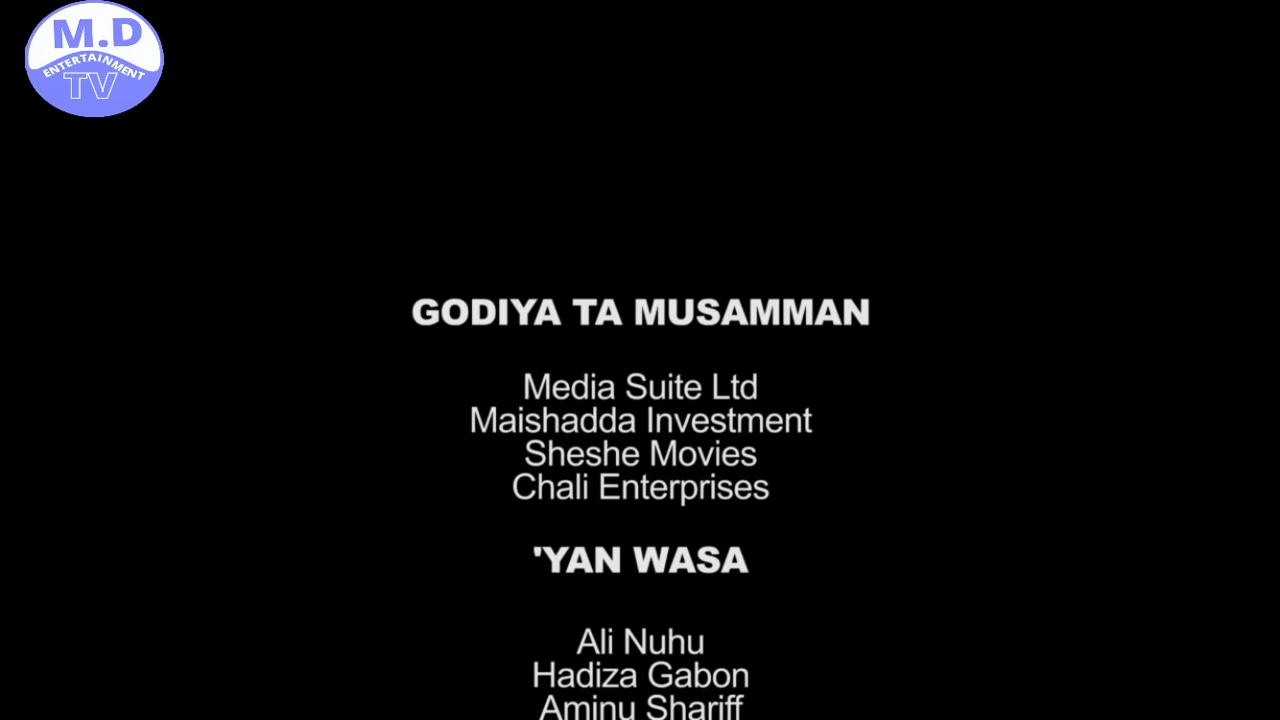 M.D
ENTERTAINMENT
TV
GODIYA TA MUSAMMAN
Media Suite Ltd
Maishadda Investment
Sheshe Movies
Chali Enterprises
'YAN WASA
Ali Nuhu
Hadiza Gabon
Aminu Shariff